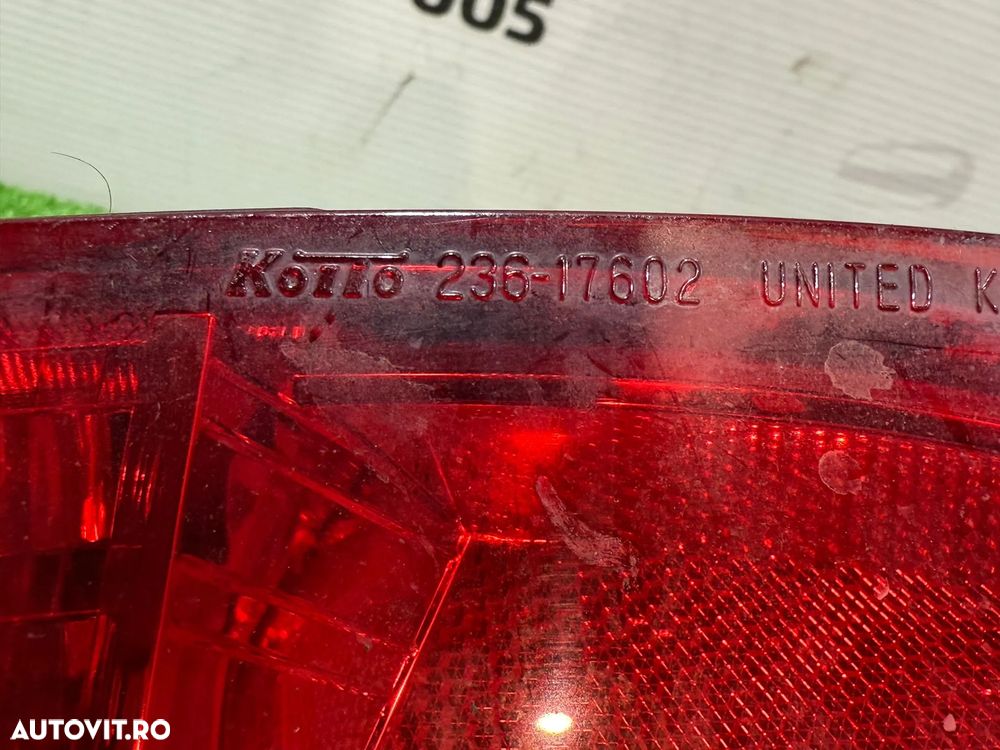 005
Koito 236-17602 UNITED K
AUTOVIT.RO